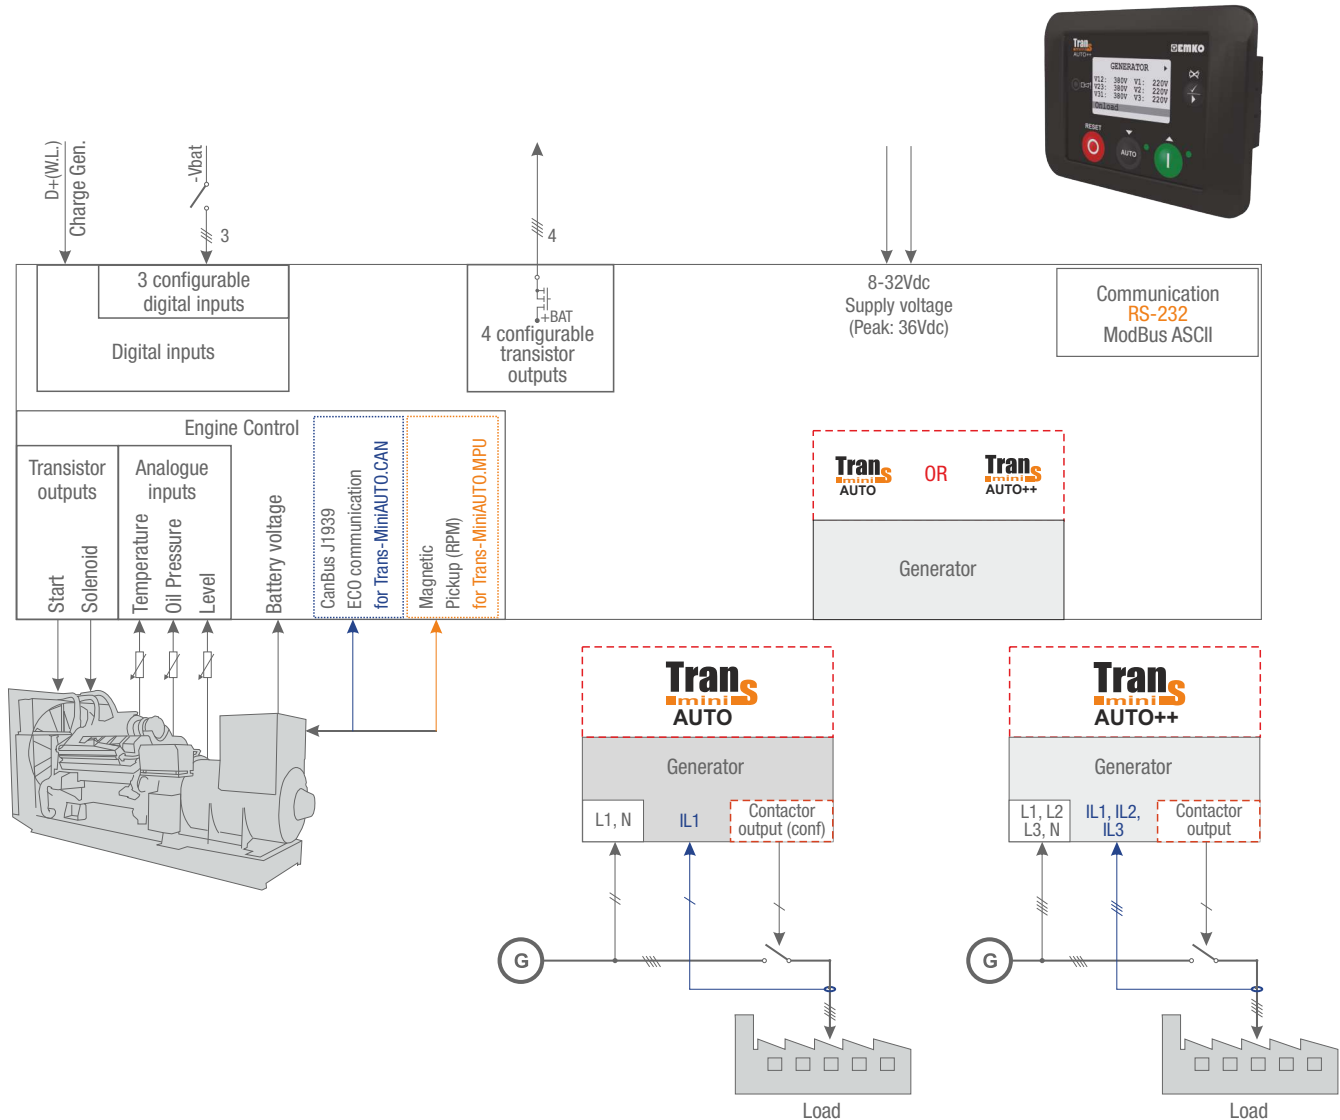 Trans
mini
AUTO++
EMKO
GENERATOR
V12: 380V V1: 220V
V23: 380V V2: 220V
V31: 380V V3: 220V
Onload
RESET
AUTO
D+(W.L.)
Charge Gen.
-Vbat
3
4
3 configurable
digital inputs
Digital inputs
+BAT
4 configurable
transistor
outputs
8-32Vdc
Supply voltage
(Peak: 36Vdc)
Communication
RS-232
ModBus ASCII
Engine Control
Transistor
outputs
Analogue
inputs
Start
Solenoid
Temperature
Oil Pressure
Level
Battery voltage
CanBus J1939
ECO communication
for Trans-MiniAUTO.CAN
Magnetic
Pickup (RPM)
for Trans-MiniAUTO.MPU
Trans
mini
AUTO
OR
Trans
mini
AUTO++
Generator
Trans
mini
AUTO
Generator
L1, N
IL1
Contactor
output (conf)
G
Load
Trans
mini
AUTO++
Generator
L1, L2
L3, N
IL1, IL2,
IL3
Contactor
output
G
Load